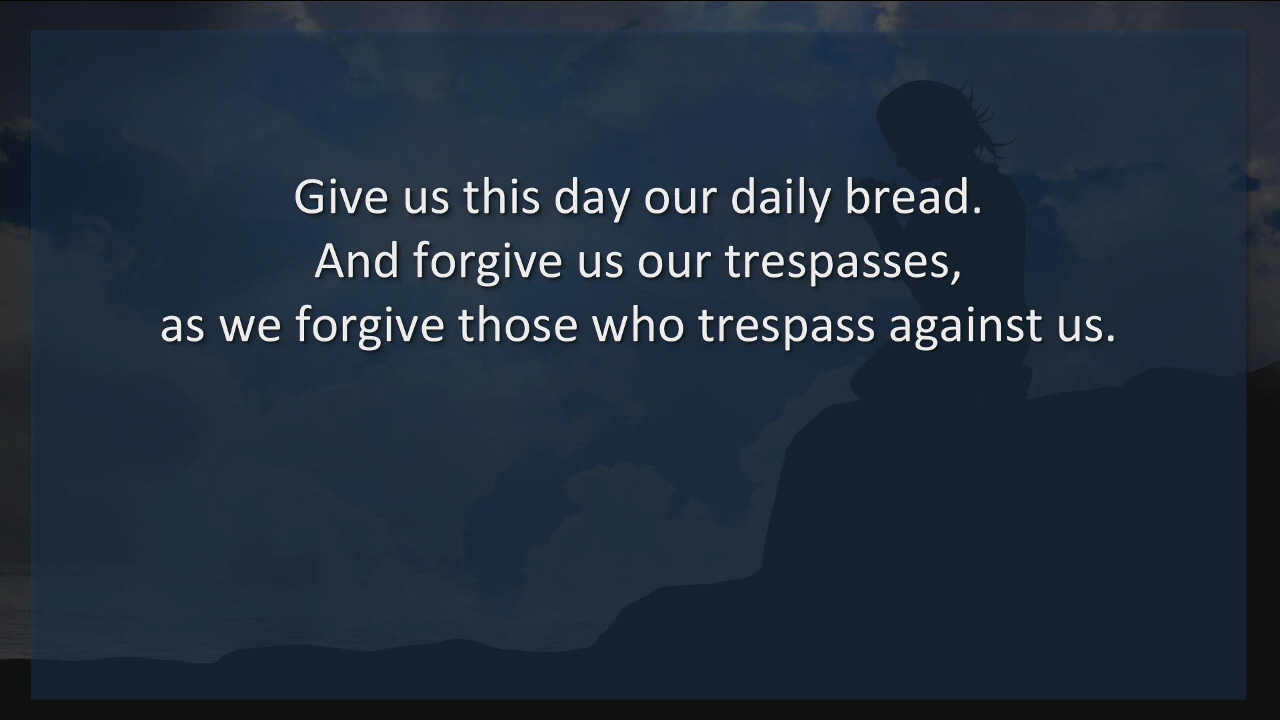 Give us this day our daily bread.
And forgive us our trespasses,
as we forgive those who trespass against us.